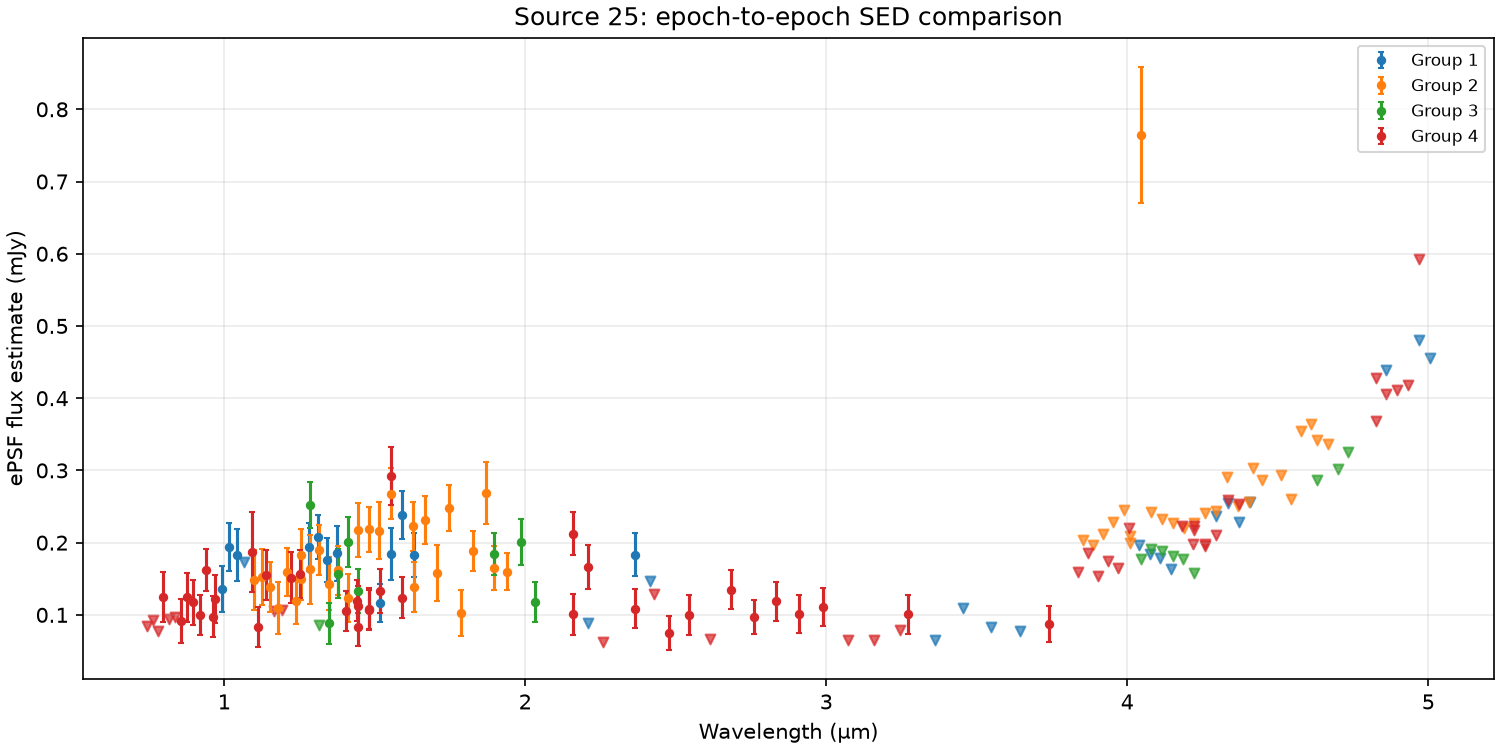 Source 25: epoch-to-epoch SED comparison
Group 1
Group 2
Group 3
Group 4
ePSF flux estimate (mJy)
0.8
0.7
0.6
0.5
0.4
0.3
0.2
0.1
1 2 3 4 5
Wavelength (µm)